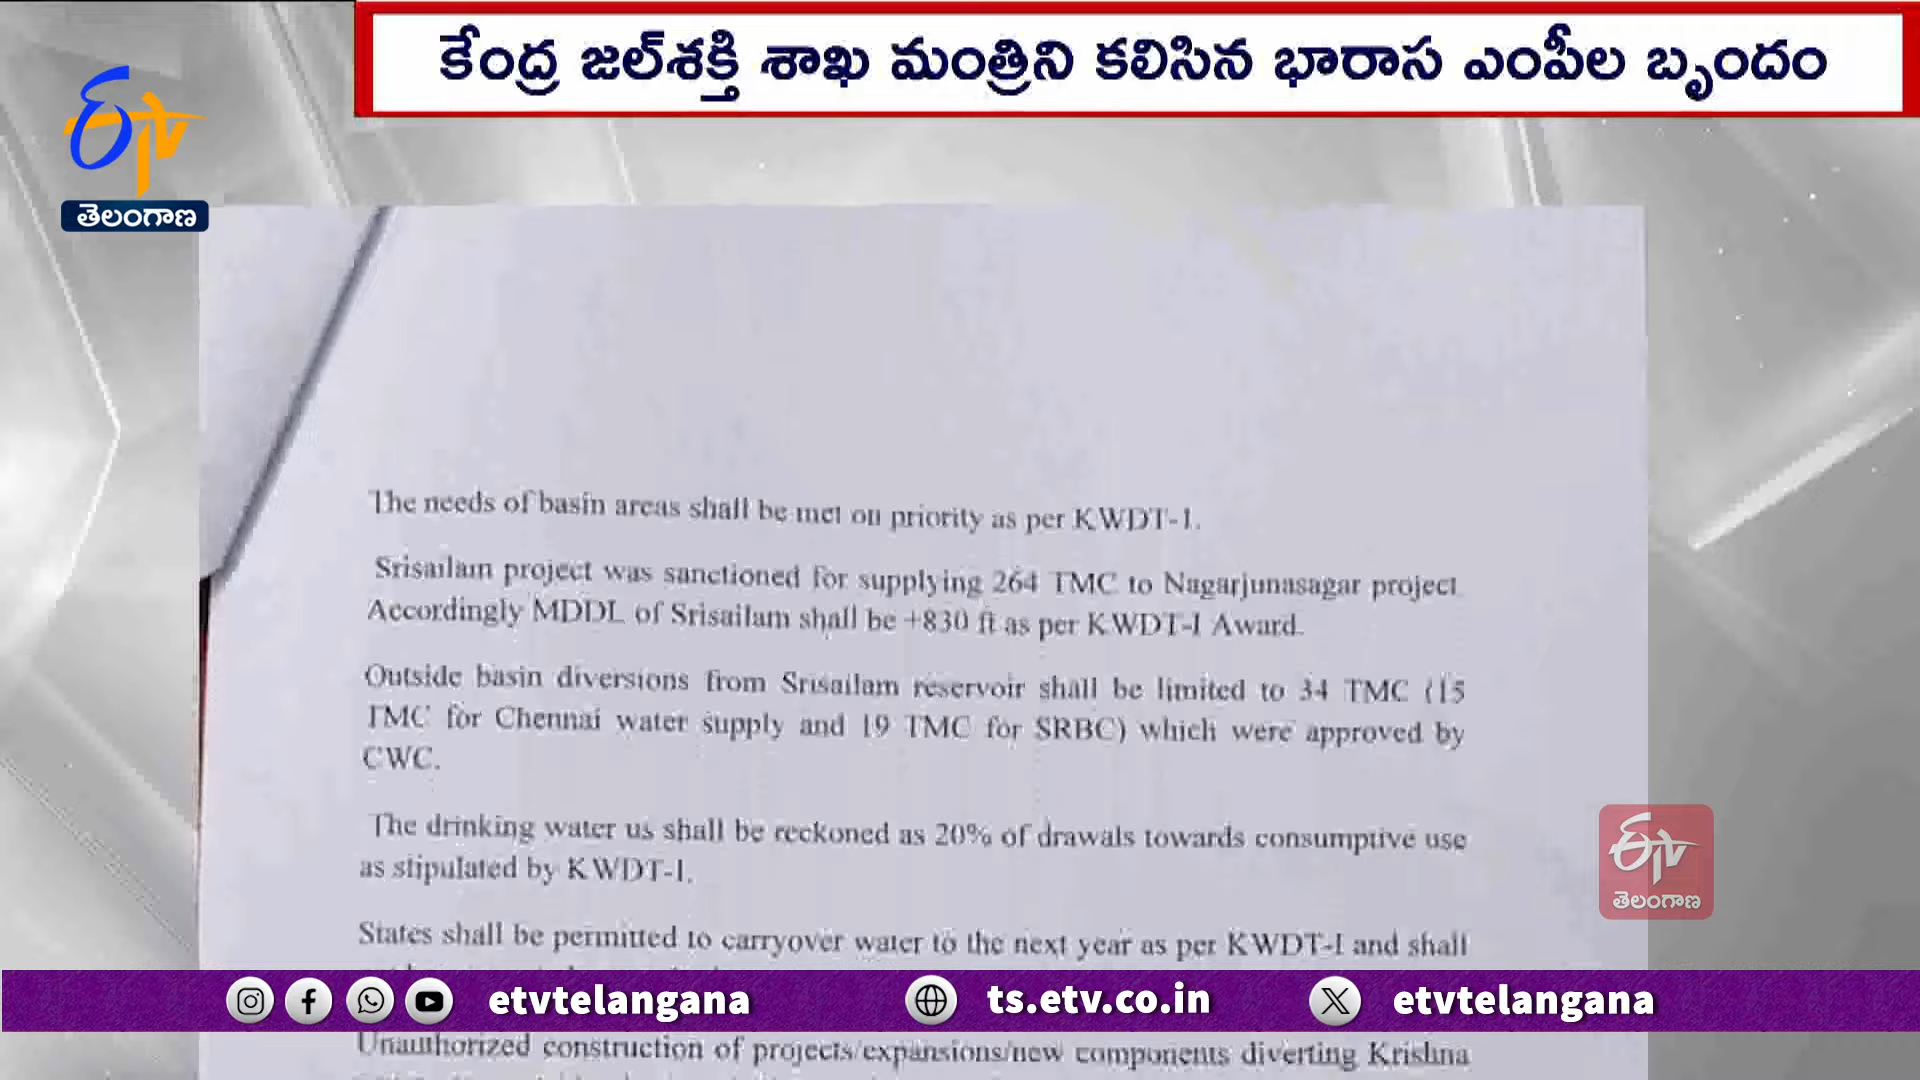 కేంద్ర జల్‌శక్తి శాఖ మంత్రిని కలిసిన భారాస ఎంపీల బృందం
ETV
తెలంగాణ
The needs of basin areas shall be met on priority as per KWDT-I.
Srisailam project was sanctioned for supplying 264 TMC to Nagarjunasagar project.
Accordingly MDDL of Srisailam shall be +830 ft as per KWDT-I Award.
Outside basin diversions from Srisailam reservoir shall be limited to 34 TMC (15
TMC for Chennai water supply and 19 TMC for SRBC) which were approved by
CWC.
The drinking water us shall be reckoned as 20% of drawals towards consumptive use
as stipulated by KWDT-I.
ETV
తెలంగాణ
States shall be permitted to carryover water to the next year as per KWDT-I and shall
etvtelangana
ts.etv.co.in
etvtelangana
Unauthorized construction of projects/expansions/new components diverting Krishna